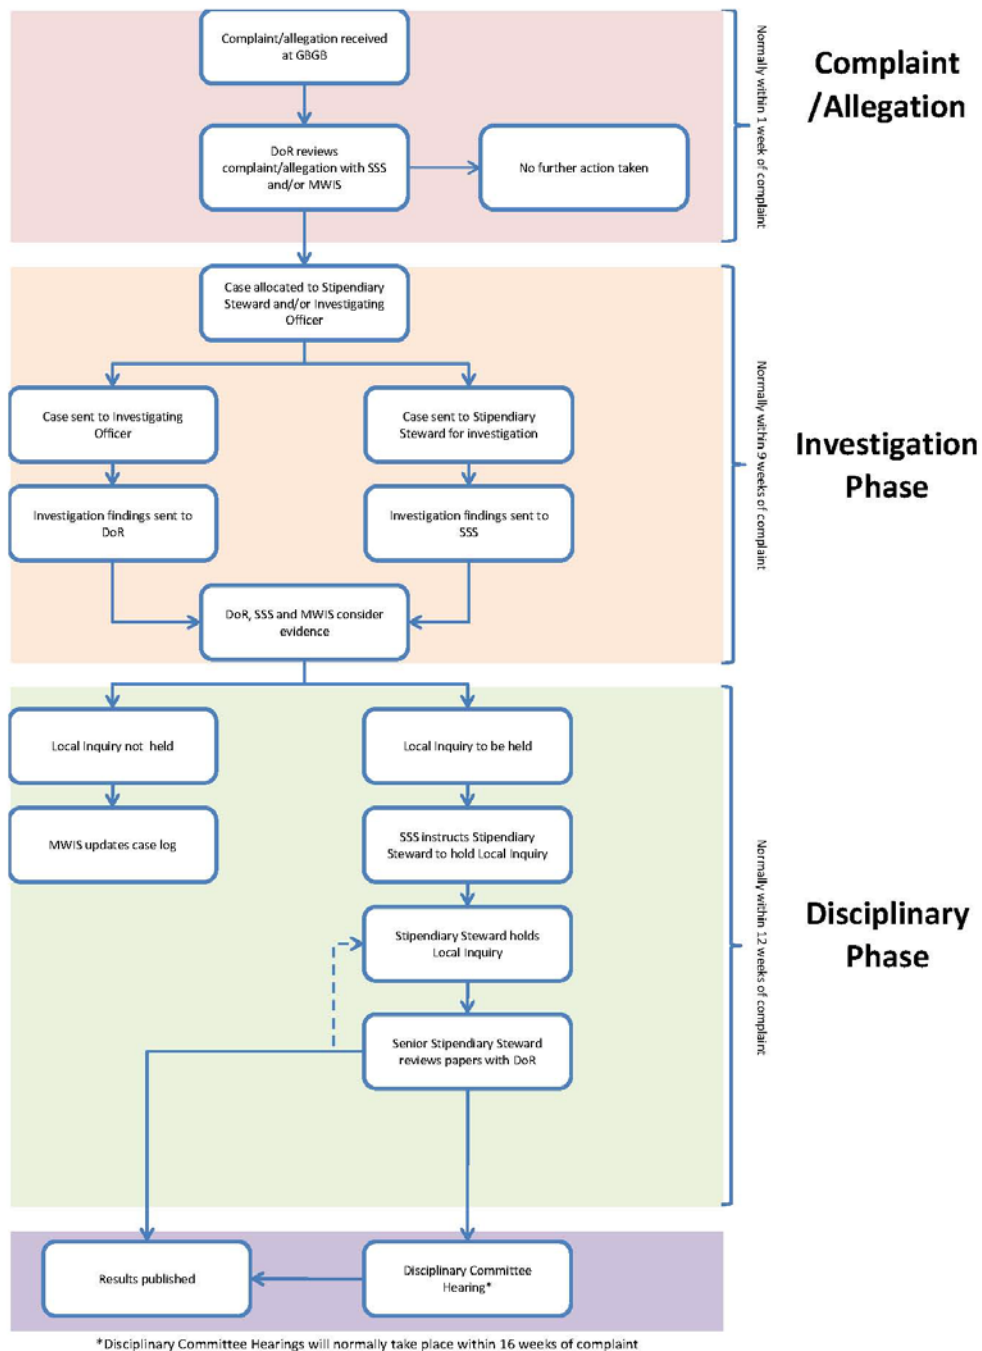 Complaint/allegation received
at GBGB
Normally within 1 week of complaint
Complaint
/Allegation
DoR reviews
complaint/allegation with SSS
and/or MWIS
No further action taken
Case allocated to Stipendiary
Steward and/or Investigating
Officer
Case sent to Investigating
Officer
Case sent to Stipendiary
Steward for investigation
Normally within 9 weeks of complaint
Investigation
Phase
Investigation findings sent to
DoR
Investigation findings sent to
SSS
DoR, SSS and MWIS consider
evidence
Local Inquiry not held
Local Inquiry to be held
MWIS updates case log
SSS instructs Stipendiary
Steward to hold Local Inquiry
Normally within 12 weeks of complaint
Disciplinary
Phase
Stipendiary Steward holds
Local Inquiry
Senior Stipendiary Steward
reviews papers with DoR
Results published
Disciplinary Committee
Hearing*
*Disciplinary Committee Hearings will normally take place within 16 weeks of complaint